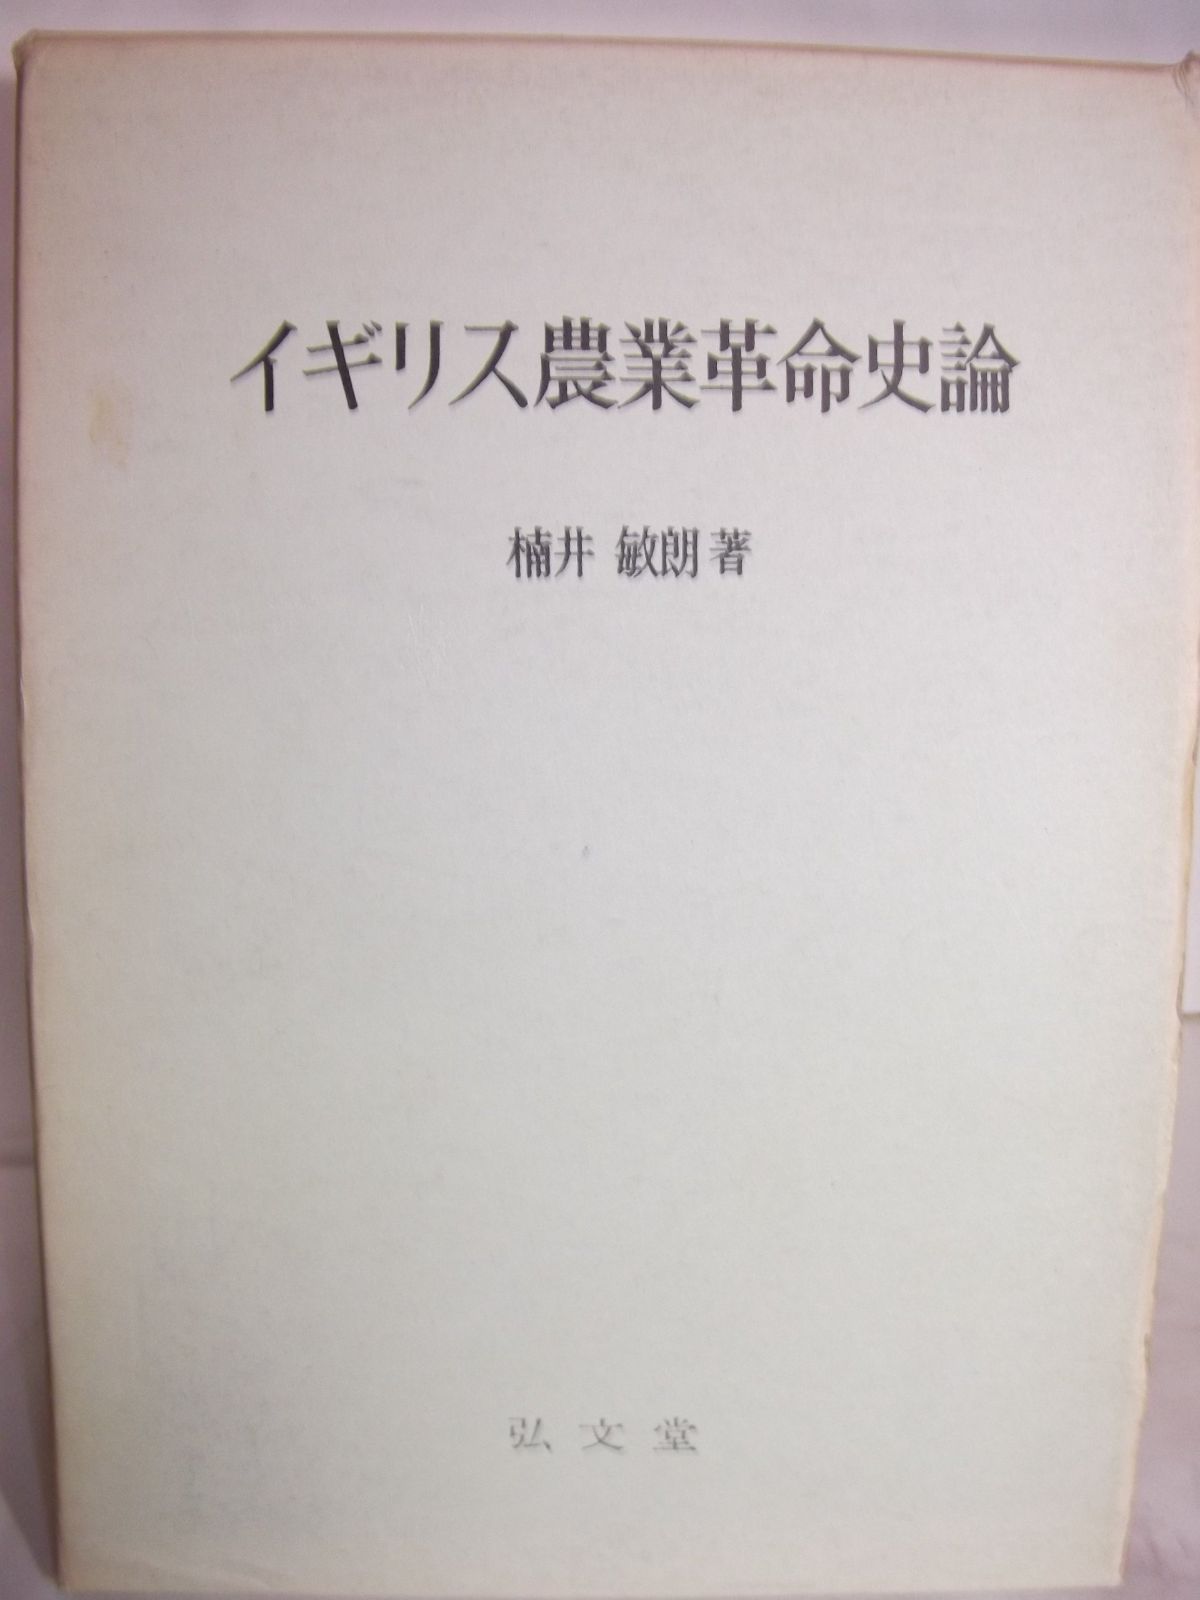 イギリス農業革命史論
楠井 敏朗 著
弘文堂